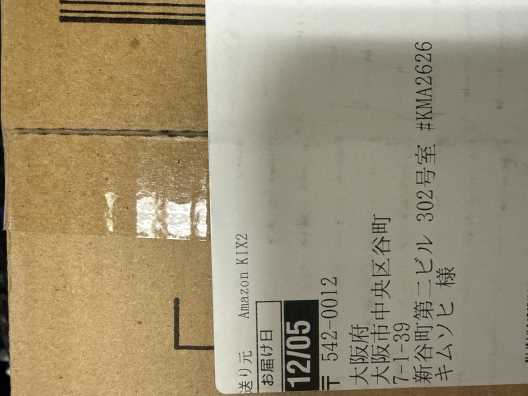 送り元 Amazon KIX2
お届け日
12/05
〒 542-0012
大阪府
大阪市中央区谷町
7-1-39
新谷町第二ビル 302号室 #KMA2626
キムソヒ 様